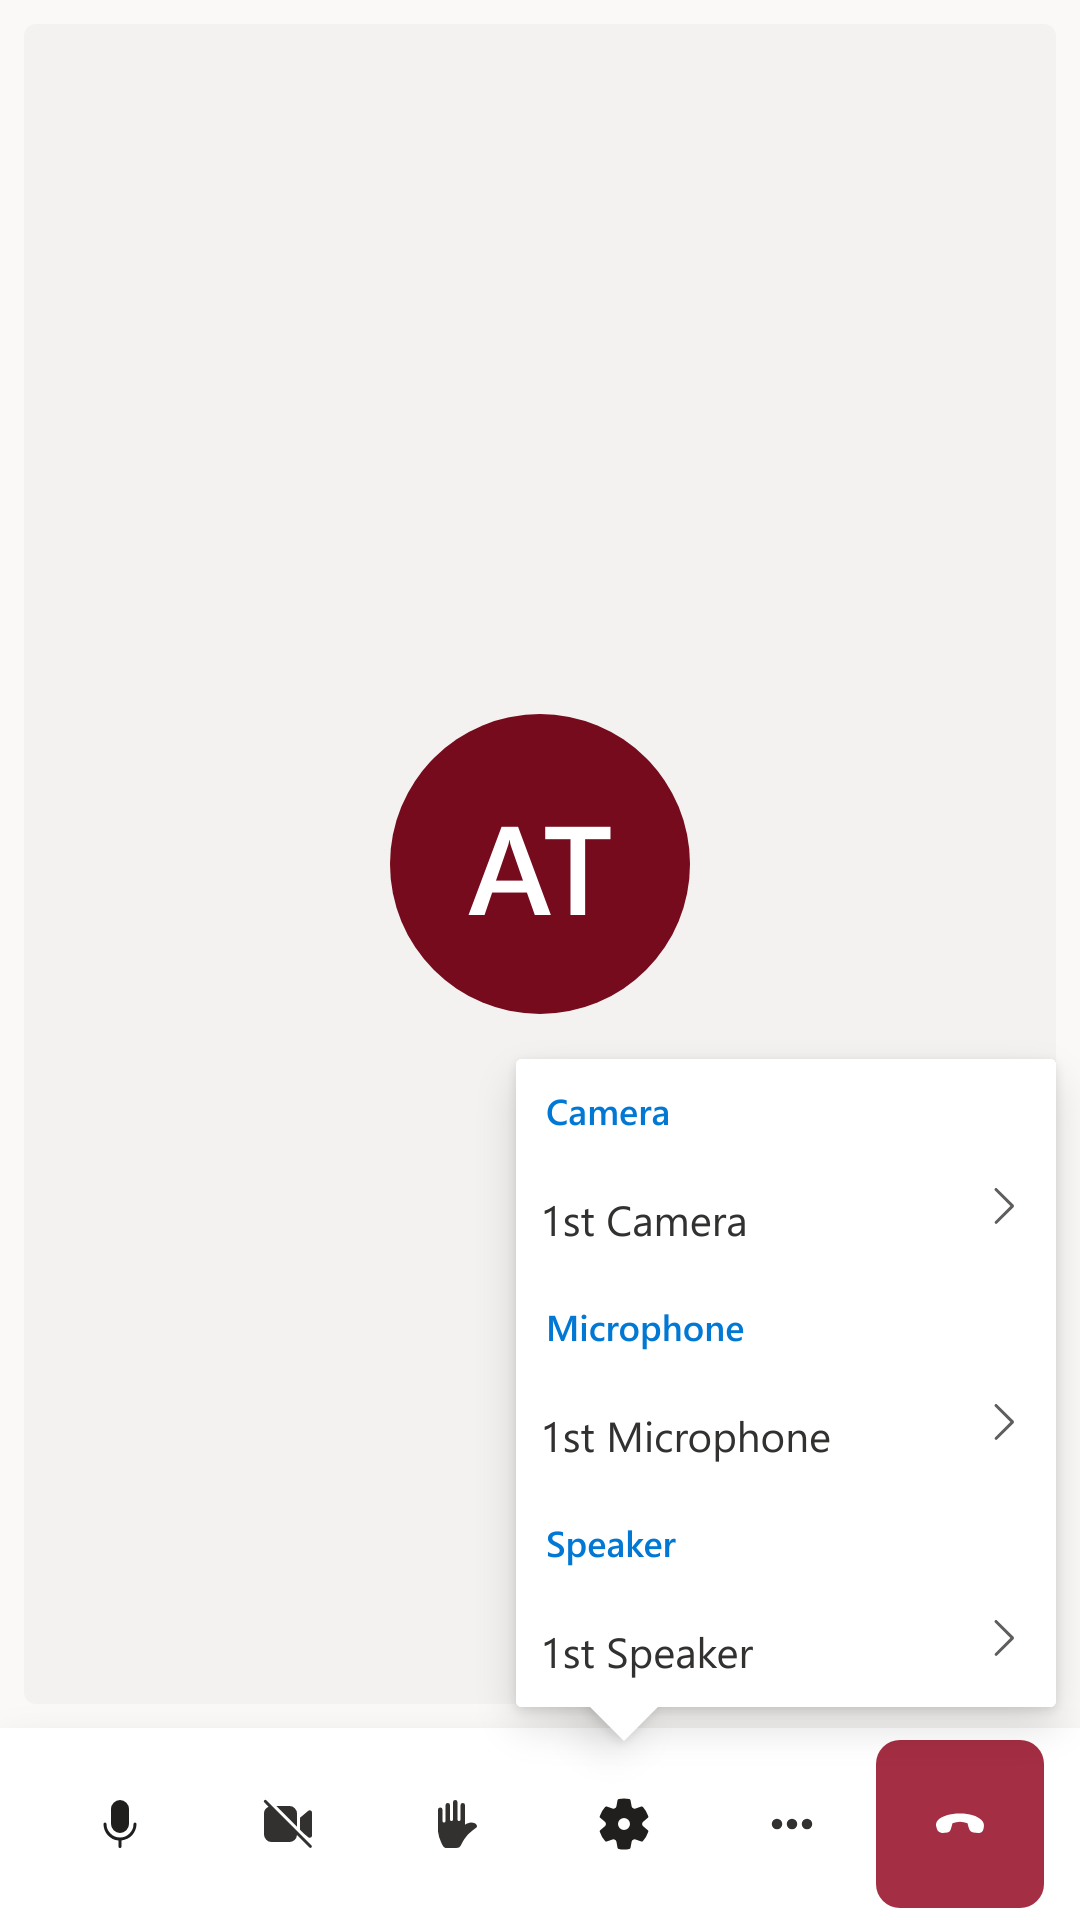 AT
Camera
1st Camera
Microphone
1st Microphone
Speaker
1st Speaker